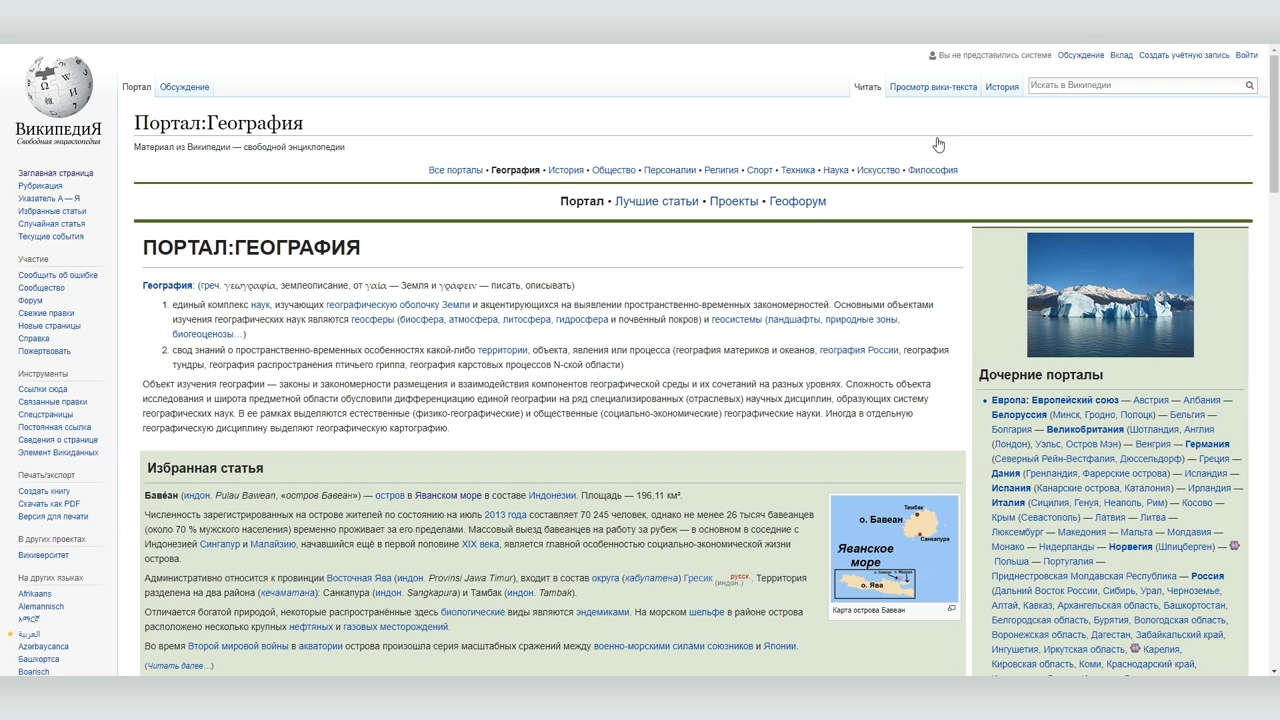 Вы не представились системе Обсуждение Вклад Создать учётную запись Войти
Портал Обсуждение Читать Просмотр вики-текста История Искать в Википедии
ВикипедиЯ
Свободная энциклопедия
Заглавная страница
Рубрикация
Указатель А — Я
Избранные статьи
Случайная статья
Текущие события
Участие
Сообщить об ошибке
Сообщество
Форум
Свежие правки
Новые страницы
Справка
Пожертвовать
Инструменты
Ссылки сюда
Связанные правки
Спецстраницы
Постоянная ссылка
Сведения о странице
Элемент Викиданных
Печать/экспорт
Создать книгу
Скачать как PDF
Версия для печати
В других проектах
Викиверситет
На других языках
Afrikaans
Alemannisch
አማርኛ
العربية
Azərbaycanca
Башҡортса
Boarisch
Портал:География
Материал из Википедии — свободной энциклопедии
Все порталы • География • История • Общество • Персоналии • Религия • Спорт • Техника • Наука • Искусство • Философия
Портал • Лучшие статьи • Проекты • Геофорум
ПОРТАЛ:ГЕОГРАФИЯ
География: (греч. γεωγραφία, землеописание, от γαία — Земля и γράφειν — писать, описывать)
1. единый комплекс наук, изучающих географическую оболочку Земли и акцентирующихся на выявлении пространственно-временных закономерностей. Основными объектами
изучения географических наук являются геосферы (биосфера, атмосфера, литосфера, гидросфера и почвенный покров) и геосистемы (ландшафты, природные зоны,
биогеоценозы…)
2. свод знаний о пространственно-временных особенностях какой-либо территории, объекта, явления или процесса (география материков и океанов, география России, география
тундры, география распространения птичьего гриппа, география карстовых процессов N-ской области)
Объект изучения географии — законы и закономерности размещения и взаимодействия компонентов географической среды и их сочетаний на разных уровнях. Сложность объекта
исследования и широта предметной области обусловили дифференциацию единой географии на ряд специализированных (отраслевых) научных дисциплин, образующих систему
географических наук. В ее рамках выделяются естественные (физико-географические) и общественные (социально-экономические) географические науки. Иногда в отдельную
географическую дисциплину выделяют географическую картографию.
Избранная статья
Баве́ан (индон. Pulau Bawean, «остров Бавеан») — остров в Яванском море в составе Индонезии. Площадь — 196,11 км².
Численность зарегистрированных на острове жителей по состоянию на июль 2013 года составляет 70 245 человек, однако не менее 26 тысяч бавеанцев
(около 70 % мужского населения) временно проживает за его пределами. Массовый выезд бавеанцев на работу за рубеж — в основном в соседние с
Индонезией Сингапур и Малайзию, начавшийся ещё в первой половине XIX века, является главной особенностью социально-экономической жизни
острова.
Административно относится к провинции Восточная Ява (индон. Provinsi Jawa Timur), входит в состав округа (кабупатена) Гресик русск. (индон.) . Территория
разделена на два района (кечаматана): Санкапура (индон. Sangkapura) и Тамбак (индон. Tambak).
Отличается богатой природой, некоторые распространённые здесь биологические виды являются эндемиками. На морском шельфе в районе острова
расположено несколько крупных нефтяных и газовых месторождений.
Во время Второй мировой войны в акватории острова произошла серия масштабных сражений между военно-морскими силами союзников и Японии.
(Читать далее…)
Тамбак
о. Бавеан
Санкапура
Яванское
море
о. Ява
Карта острова Бавеан
Дочерние порталы
• Европа: Европейский союз — Австрия — Албания —
Белоруссия (Минск, Гродно, Полоцк) — Бельгия —
Болгария — Великобритания (Шотландия, Англия
(Лондон), Уэльс, Остров Мэн) — Венгрия — Германия
(Северный Рейн-Вестфалия, Дюссельдорф) — Греция —
Дания (Гренландия, Фарерские острова) — Исландия —
Испания (Канарские острова, Каталония) — Ирландия —
Италия (Сицилия, Генуя, Неаполь, Рим) — Косово —
Крым (Севастополь) — Латвия — Литва —
Люксембург — Македония — Мальта — Молдавия —
Монако — Нидерланды — Норвегия (Шпицберген) —
Польша — Португалия —
Приднестровская Молдавская Республика — Россия
(Дальний Восток России, Сибирь, Урал, Черноземье,
Алтай, Кавказ, Архангельская область, Башкортостан,
Белгородская область, Бурятия, Вологодская область,
Воронежская область, Дагестан, Забайкальский край,
Ингушетия, Иркутская область, Карелия,
Кировская область, Коми, Краснодарский край,